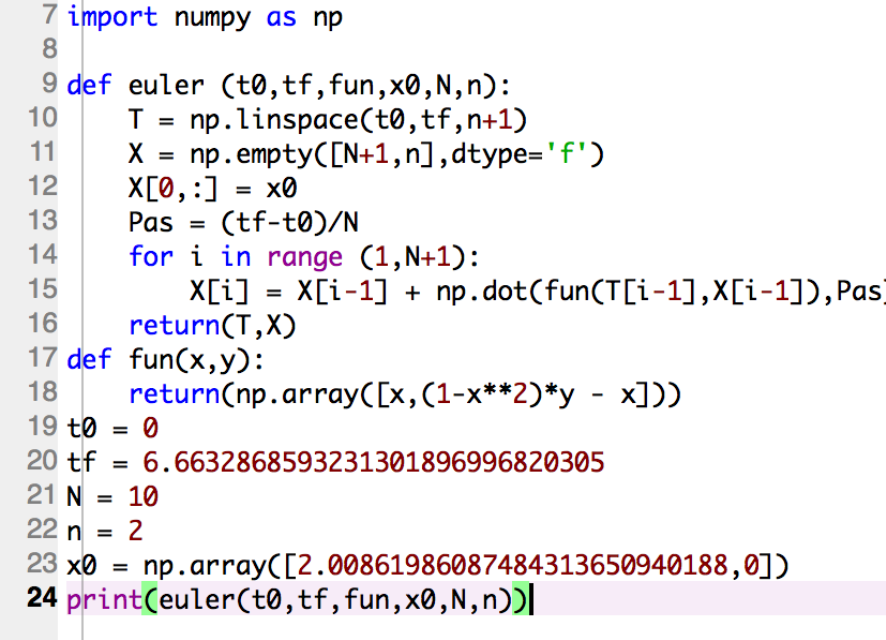 7 import numpy as np
8
9 def euler (t0,tf,fun,x0,N,n):
10     T = np.linspace(t0,tf,n+1)
11     X = np.empty([N+1,n],dtype='f')
12     X[0,:] = x0
13     Pas = (tf-t0)/N
14     for i in range (1,N+1):
15         X[i] = X[i-1] + np.dot(fun(T[i-1],X[i-1]),Pas)
16     return(T,X)
17 def fun(x,y):
18     return(np.array([x,(1-x**2)*y - x]))
19 t0 = 0
20 tf = 6.6632868593231301896996820305
21 N = 10
22 n = 2
23 x0 = np.array([2.00861986087484313650940188,0])
24 print(euler(t0,tf,fun,x0,N,n))